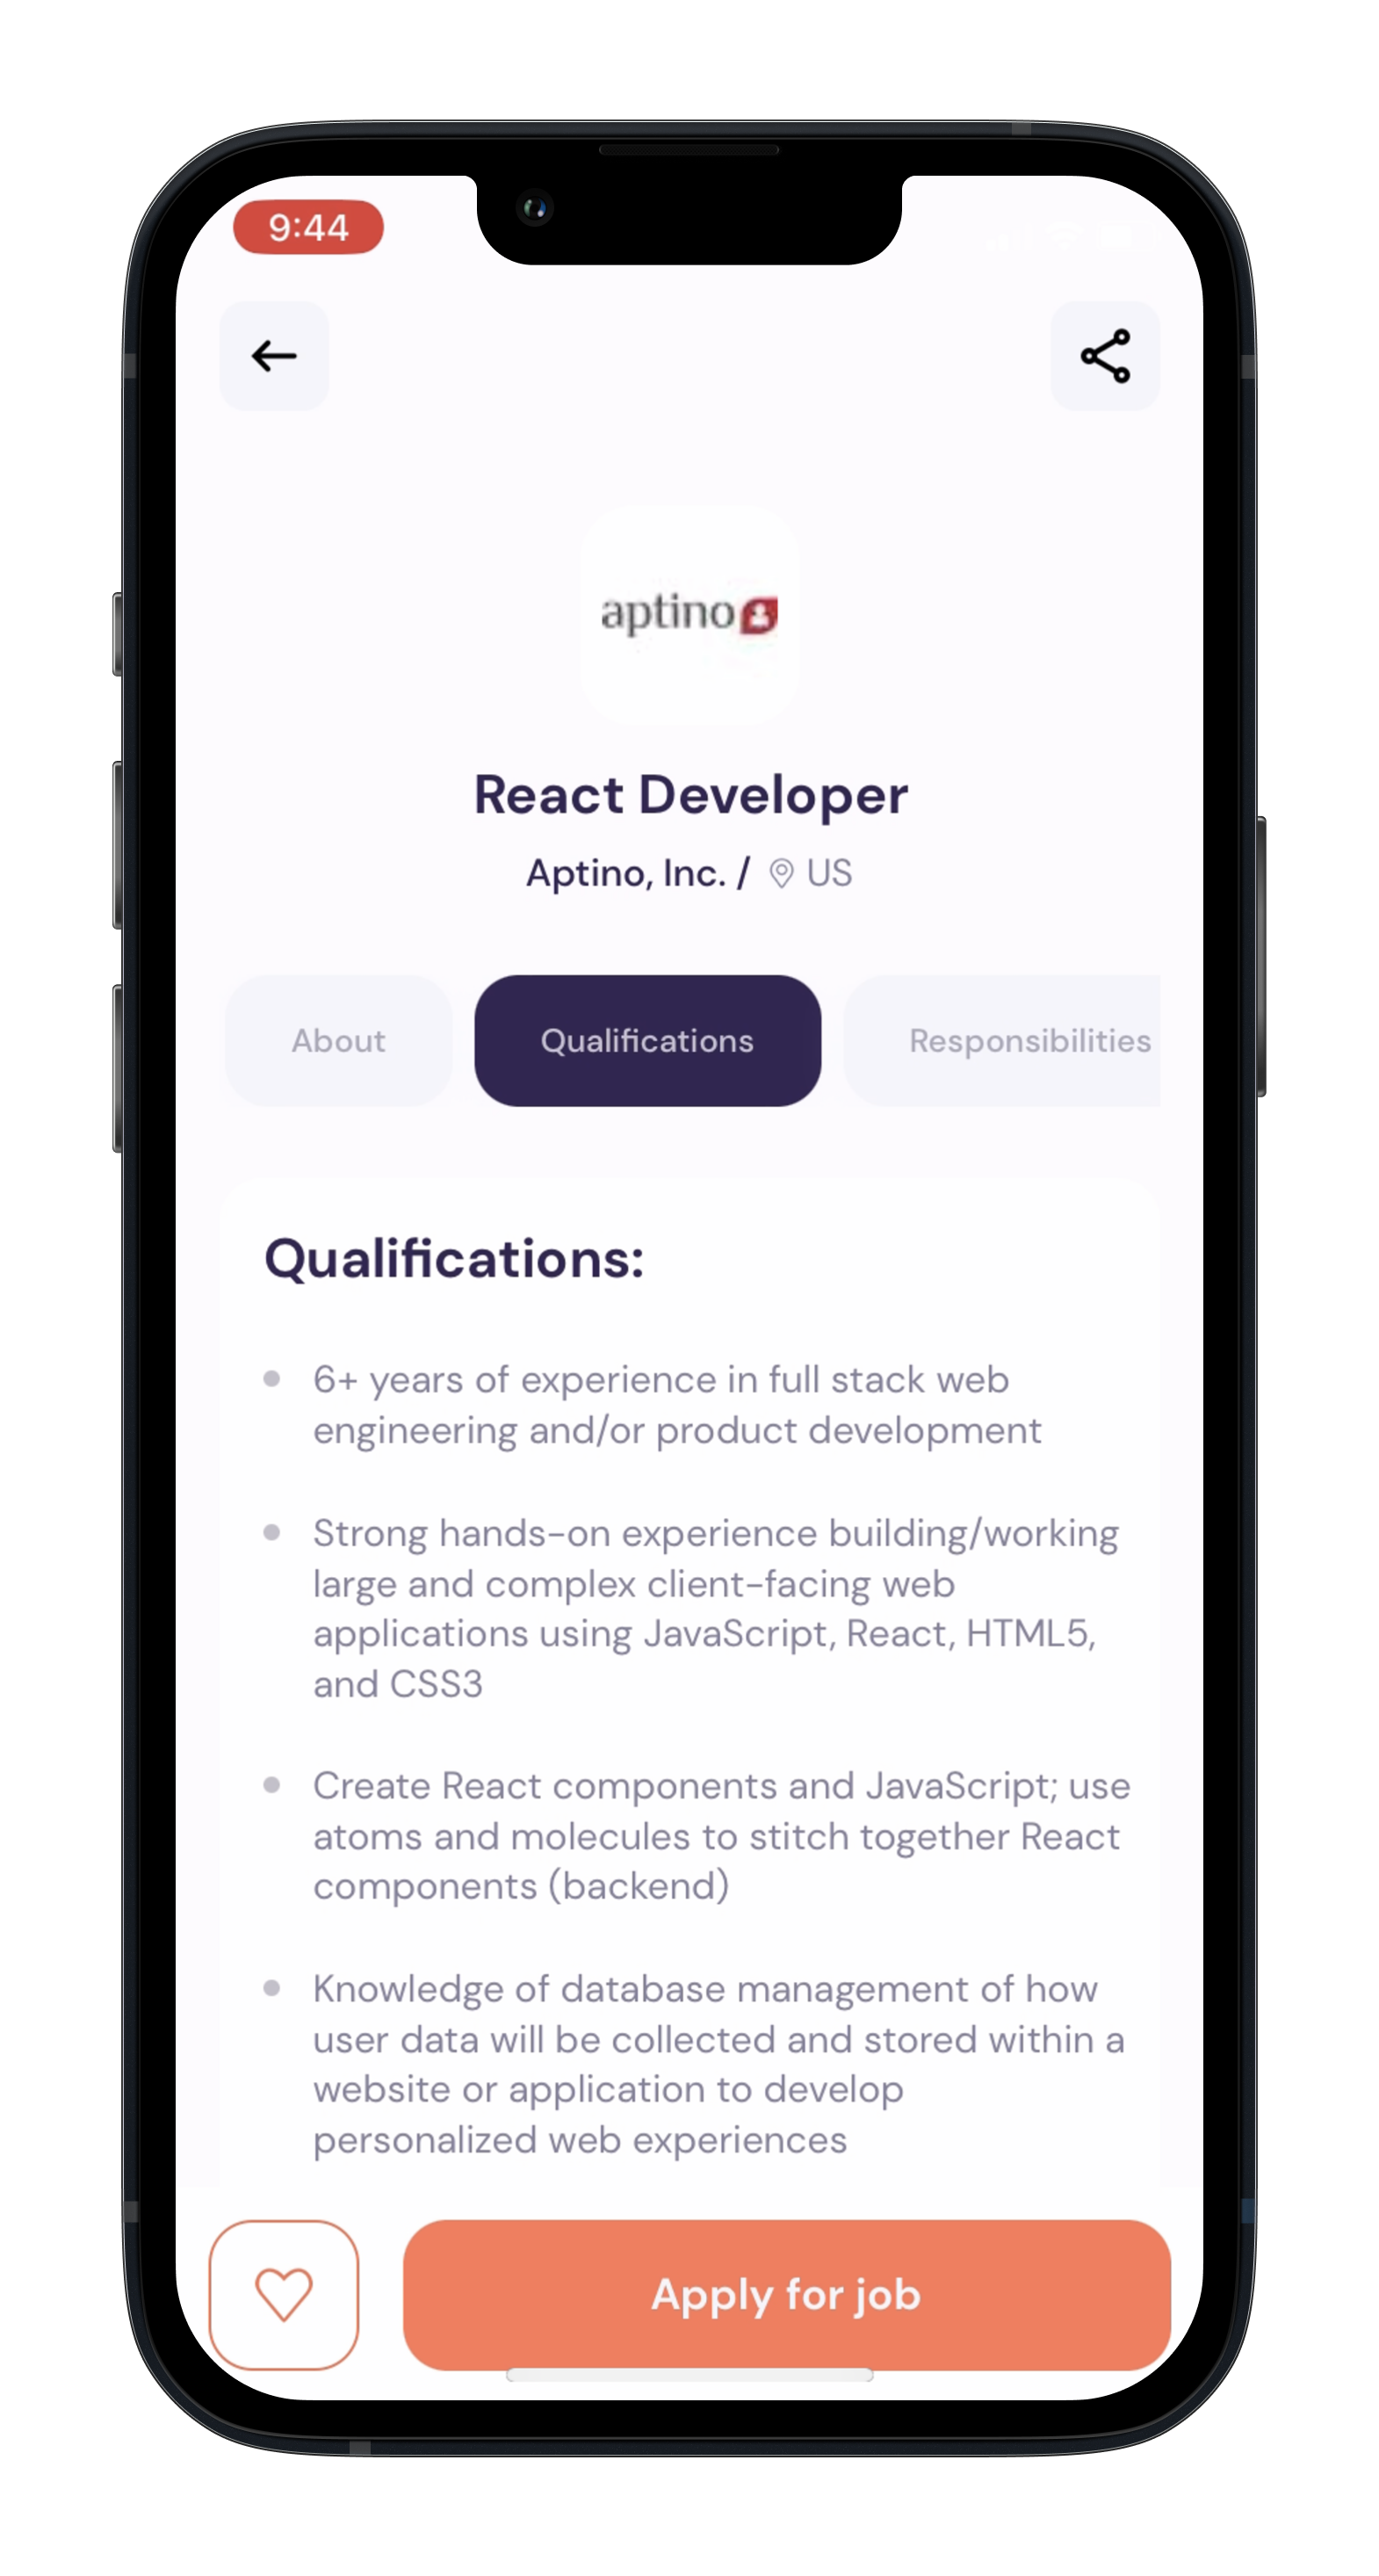 9:44
aptino
React Developer
Aptino, Inc. / US
About
Qualifications
Responsibilities
Qualifications:
6+ years of experience in full stack web
engineering and/or product development
Strong hands-on experience building/working
large and complex client-facing web
applications using JavaScript, React, HTML5,
and CSS3
Create React components and JavaScript; use
atoms and molecules to stitch together React
components (backend)
Knowledge of database management of how
user data will be collected and stored within a
website or application to develop
personalized web experiences
Apply for job